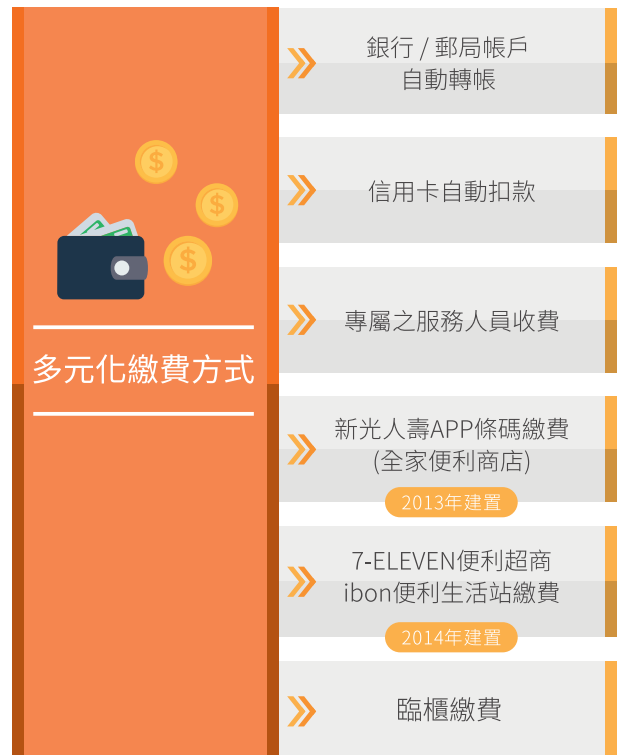 多元化繳費方式
銀行 / 郵局帳戶
自動轉帳
信用卡自動扣款
專屬之服務人員收費
新光人壽APP條碼繳費
(全家便利商店)
2013年建置
7-ELEVEN便利超商
ibon便利生活站繳費
2014年建置
臨櫃繳費
$
$
$